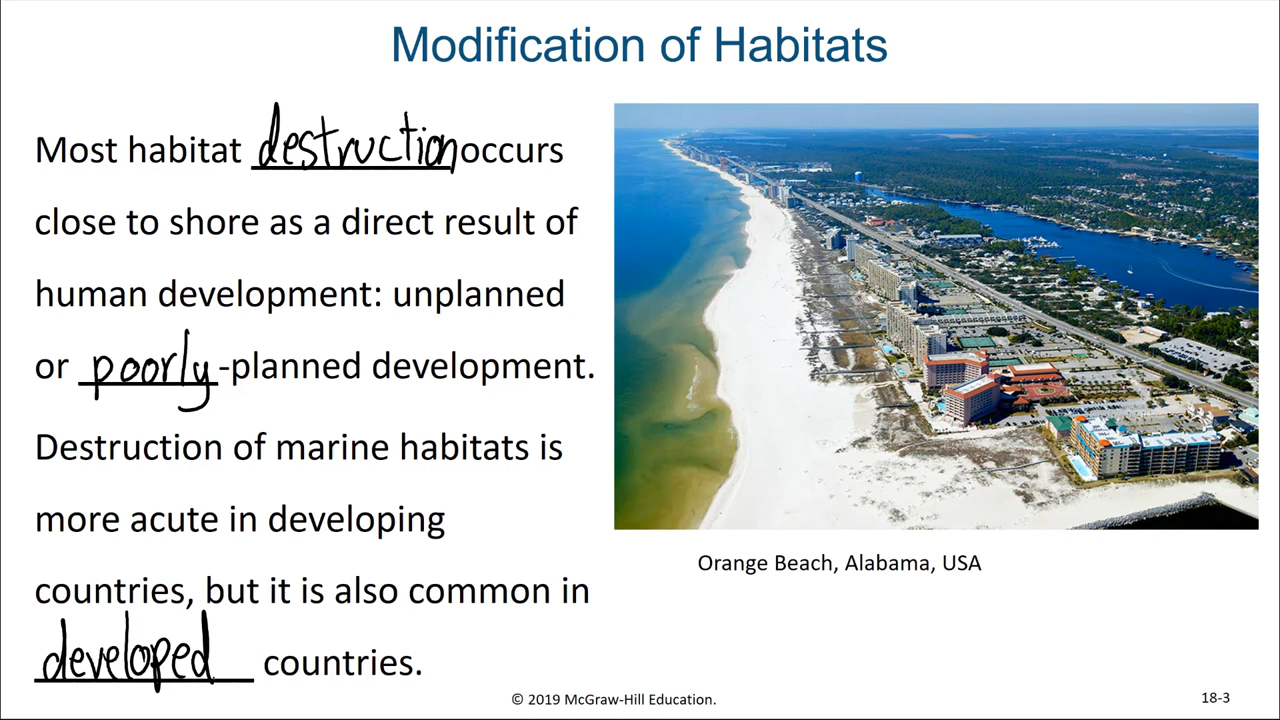 Modification of Habitats
Most habitat destruction occurs
close to shore as a direct result of
human development: unplanned
or poorly-planned development.
Destruction of marine habitats is
more acute in developing
countries, but it is also common in
developed countries.
Orange Beach, Alabama, USA
© 2019 McGraw-Hill Education.
18-3